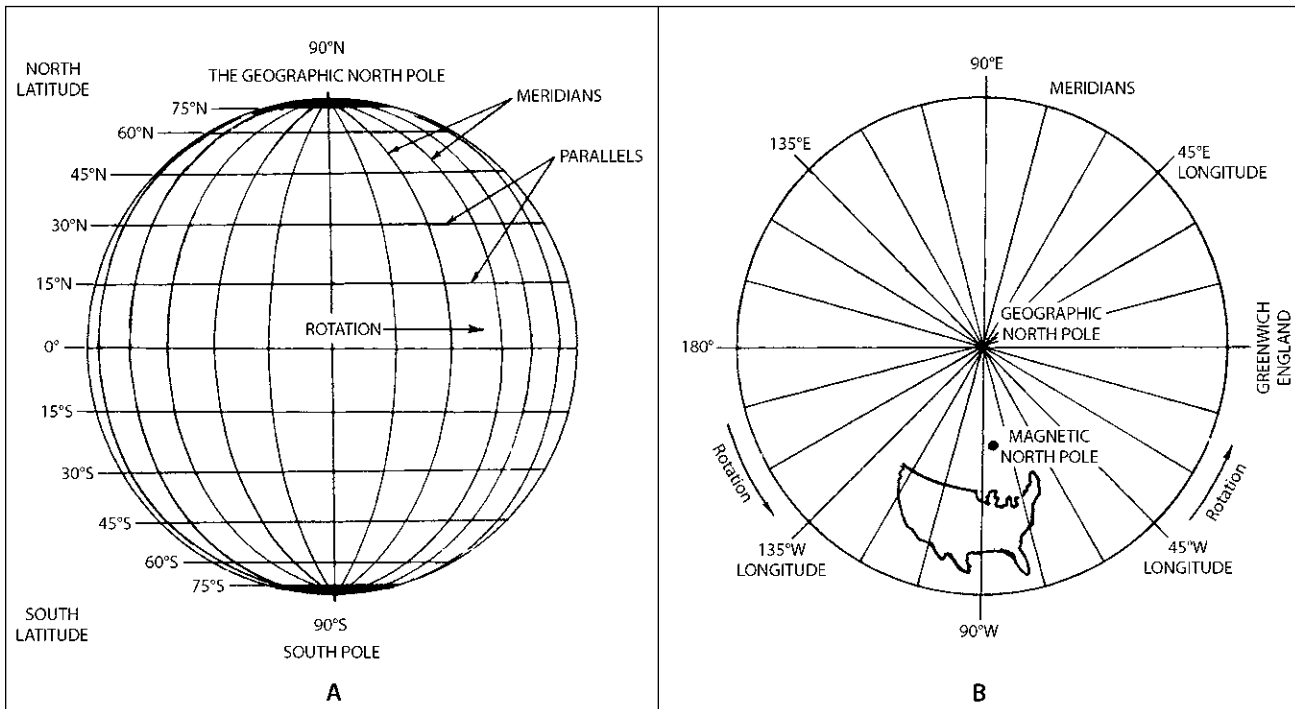 90°N
THE GEOGRAPHIC NORTH POLE
NORTH
LATITUDE
75°N
60°N
45°N
30°N
15°N
0°
15°S
30°S
45°S
60°S
75°S
MERIDIANS
PARALLELS
ROTATION
SOUTH
LATITUDE
90°S
SOUTH POLE
A
90°E
MERIDIANS
135°E
45°E
LONGITUDE
GEOGRAPHIC
NORTH POLE
180°
GREENWICH
ENGLAND
MAGNETIC
NORTH POLE
Rotation
Rotation
135°W
LONGITUDE
45°W
LONGITUDE
90°W
B